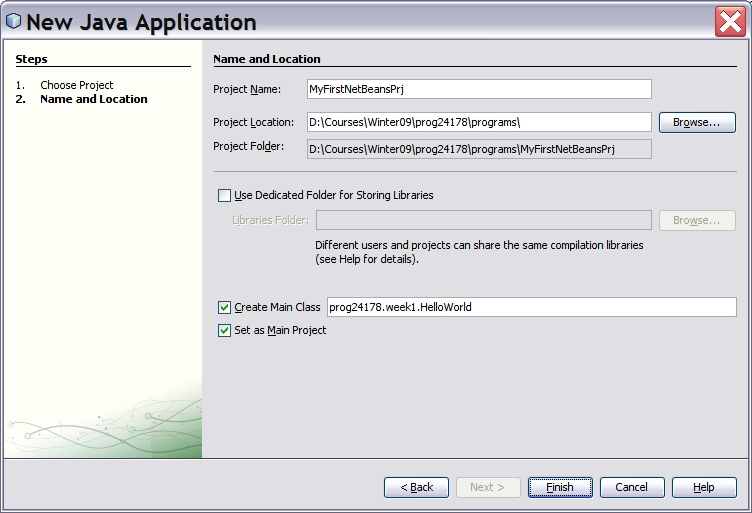 New Java Application
Steps
1. Choose Project
2. Name and Location
Name and Location
Project Name: MyFirstNetBeansPrj
Project Location: D:\Courses\Winter09\prog24178\programs\ Browse...
Project Folder: D:\Courses\Winter09\prog24178\programs\MyFirstNetBeansPrj
Use Dedicated Folder for Storing Libraries
Libraries Folder: Browse...
Different users and projects can share the same compilation libraries
(see Help for details).
Create Main Class prog24178.week1.HelloWorld
Set as Main Project
< Back Next > Finish Cancel Help